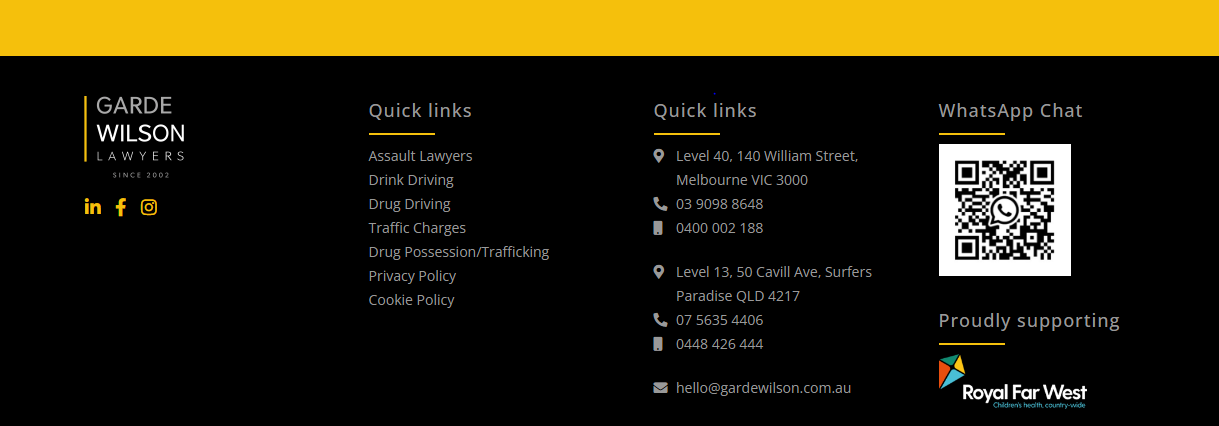 GARDE
WILSON
LAWYERS
SINCE 2002
Quick links
Assault Lawyers
Drink Driving
Drug Driving
Traffic Charges
Drug Possession/Trafficking
Privacy Policy
Cookie Policy
Quick links
Level 40, 140 William Street,
Melbourne VIC 3000
03 9098 8648
0400 002 188
Level 13, 50 Cavill Ave, Surfers
Paradise QLD 4217
07 5635 4406
0448 426 444
hello@gardewilson.com.au
WhatsApp Chat
Proudly supporting
Royal Far West
Children's health, country-wide